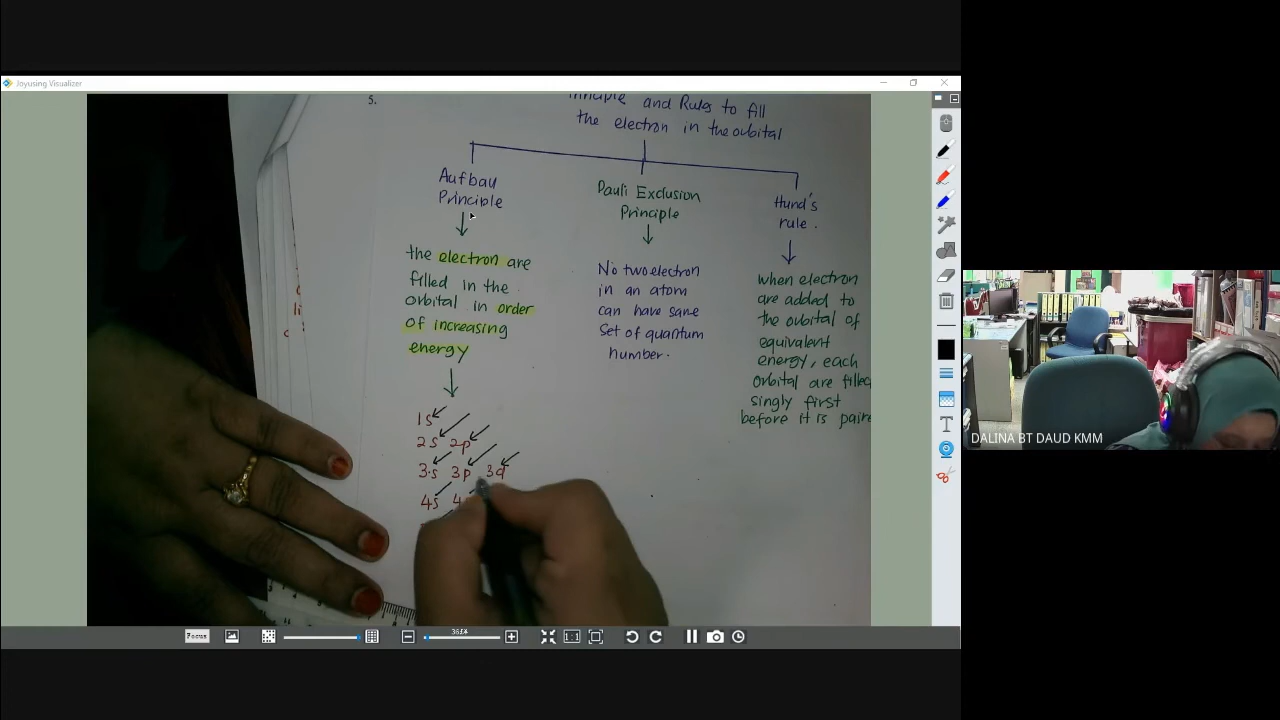 Joyusing Visualizer
5.
and Rules to fill
the electron in the orbital
Aufbau
Principle
the electron are
filled in the
orbital in order
of increasing
energy
1s
2s 2p
3s 3p 3d
4s
Pauli Exclusion
Principle
No two electron
in an atom
can have same
Set of quantum
number.
Hund's
rule.
when electron
are added to
the orbital of
equivalent
energy, each
orbital are
singly first
before it is
DALINA BT DAUD KMM
Focus
1:1
T